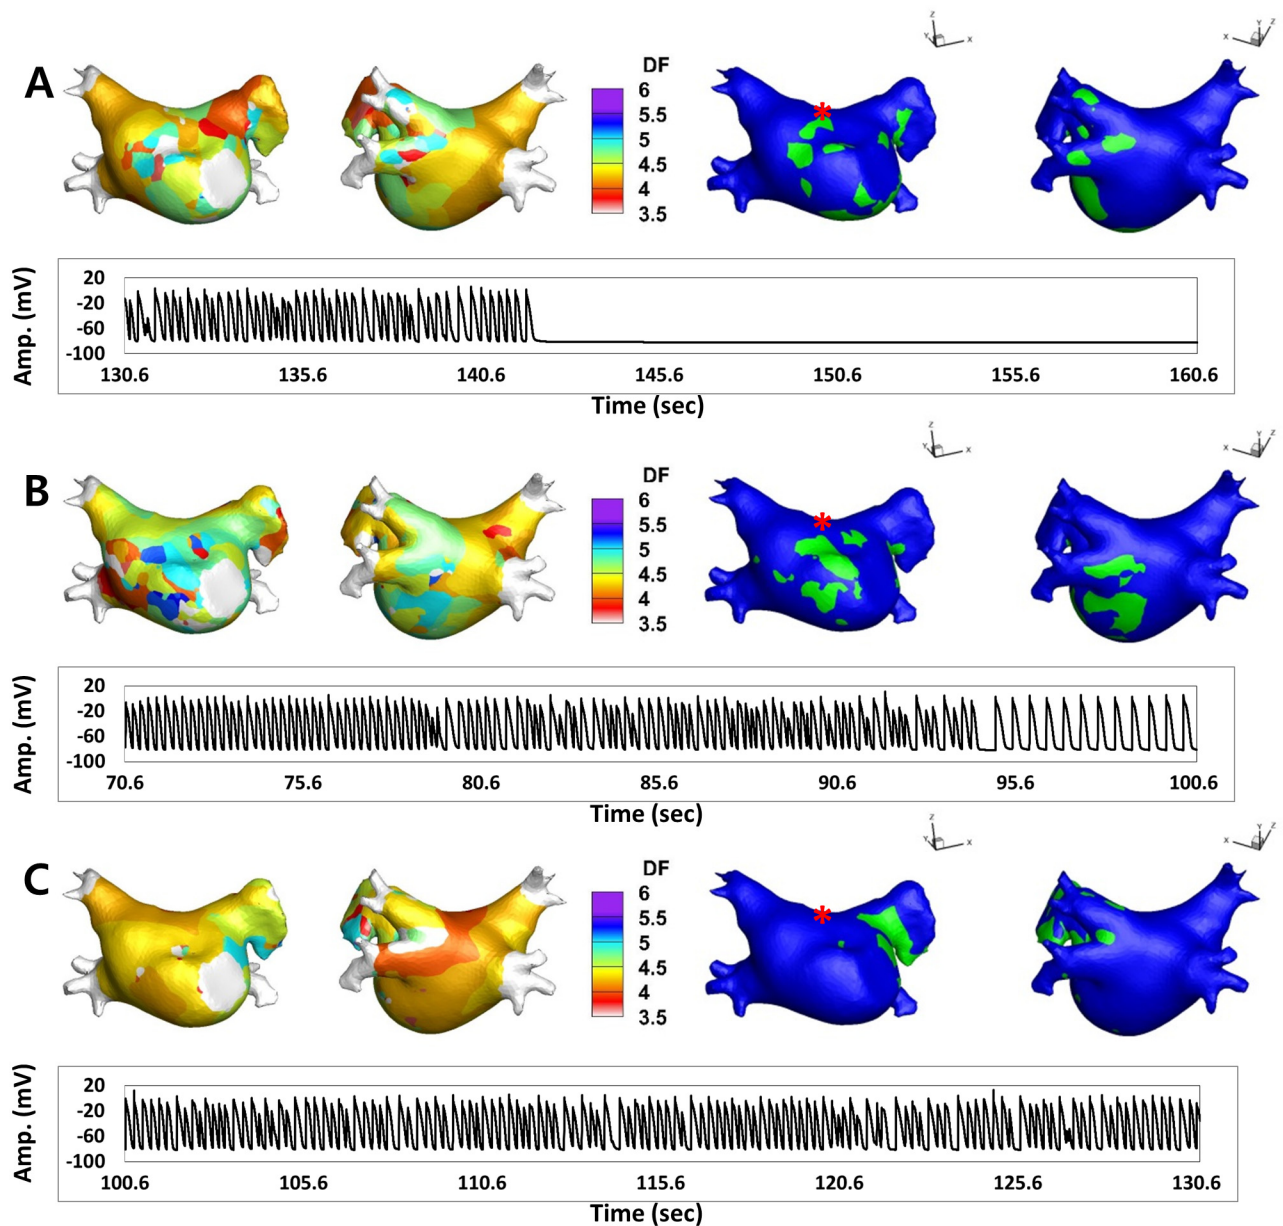 A
DF
6
5.5
5
4.5
4
3.5
Z
Y
X
Y
Z
X
*
Amp. (mV)
20
-20
-60
-100
130.6 135.6 140.6 145.6 150.6 155.6 160.6
Time (sec)
B
DF
6
5.5
5
4.5
4
3.5
Z
Y
X
Y
Z
X
*
Amp. (mV)
20
-20
-60
-100
70.6 75.6 80.6 85.6 90.6 95.6 100.6
Time (sec)
C
DF
6
5.5
5
4.5
4
3.5
Z
Y
X
Y
Z
X
*
Amp. (mV)
20
-20
-60
-100
100.6 105.6 110.6 115.6 120.6 125.6 130.6
Time (sec)